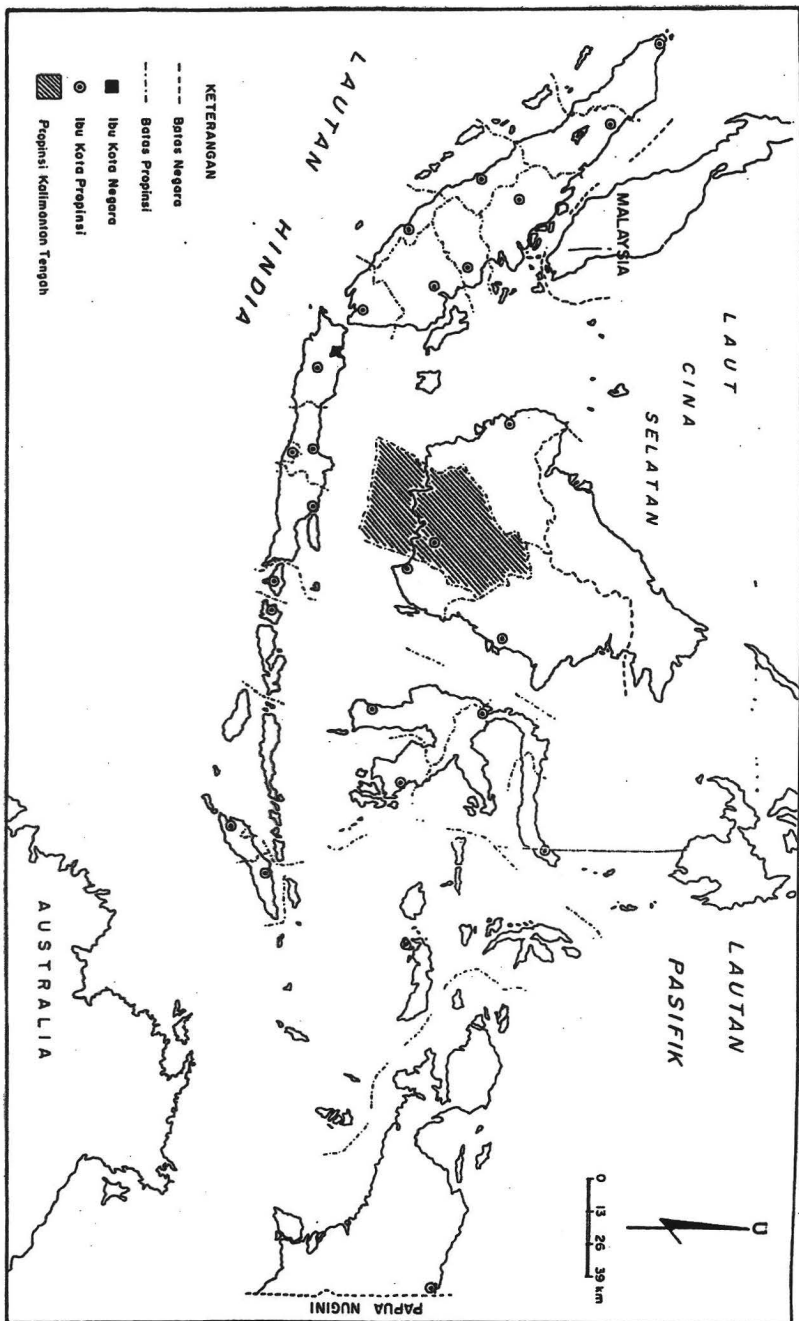 LAUT
CINA
SELATAN
LAUTAN
PASIFIK
U
0 13 26 39 km
MALAYSIA
LAUTAN
HINDIA
PAPUA NUGINI
AUSTRALIA
KETERANGAN
Batas Negara
Batas Propinsi
Ibu Kota Negara
Ibu Kota Propinsi
Propinsi Kalimantan Tengah